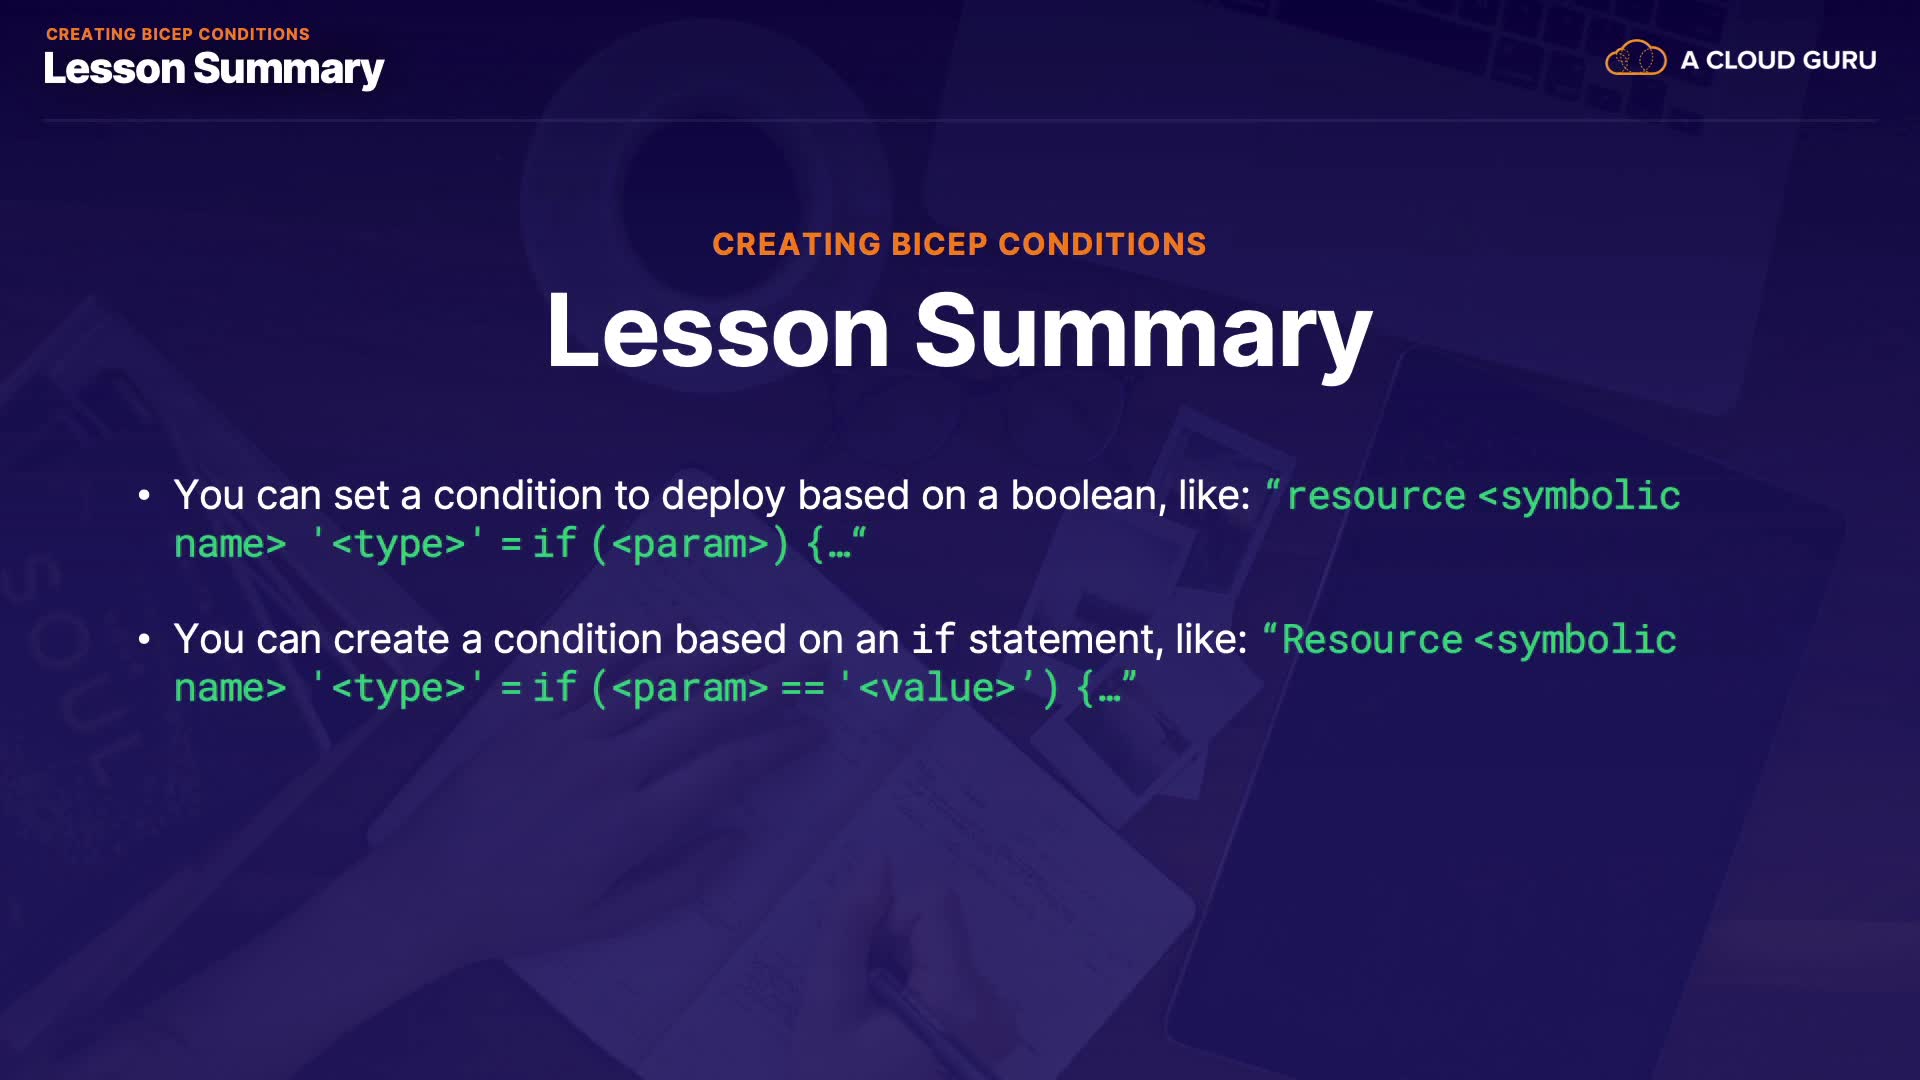 CREATING BICEP CONDITIONS
Lesson Summary
A CLOUD GURU
CREATING BICEP CONDITIONS
Lesson Summary
• You can set a condition to deploy based on a boolean, like: “resource <symbolic
name> '<type>' = if (<param>) {…“
• You can create a condition based on an if statement, like: “Resource <symbolic
name> '<type>' = if (<param> == '<value>’) {…”
SOUL